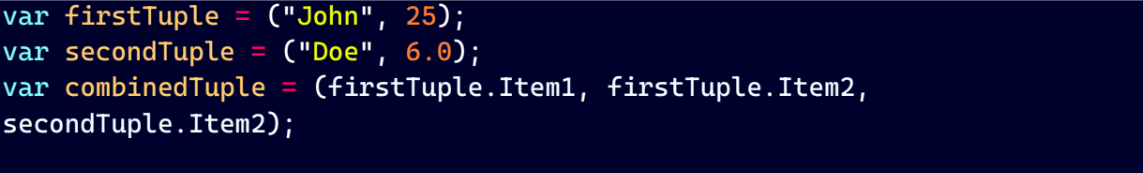 var firstTuple = ("John", 25);
var secondTuple = ("Doe", 6.0);
var combinedTuple = (firstTuple.Item1, firstTuple.Item2,
secondTuple.Item2);